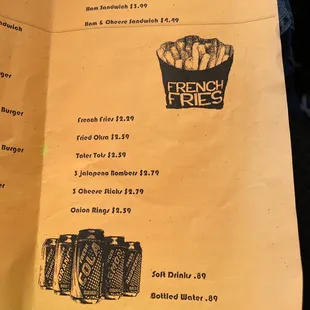 Ham Sandwich $3.99
Ham & Cheese Sandwich $4.49
FRENCH
FRIES
French Fries $2.29
Fried Okra $2.59
Tater Tots $2.59
3 Jalapeno Bombers $2.79
3 Cheese Sticks $2.79
Onion Rings $2.59
COLA
Soft Drinks .89
Bottled Water .89
Sandwich
Burger
Burger